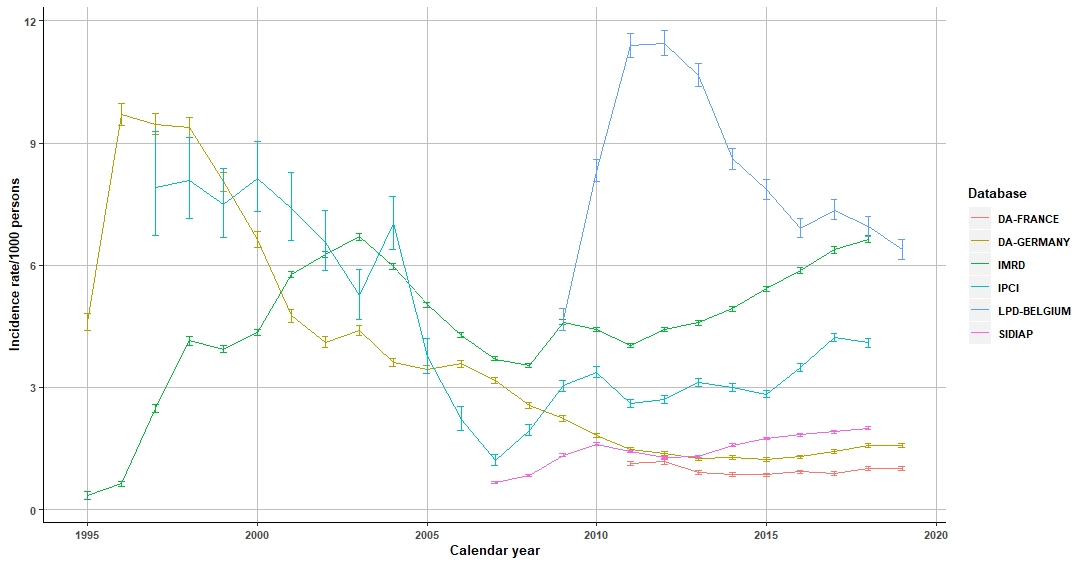 12
9
6
3
0
Incidence rate/1000 persons
1995
2000
2005
2010
2015
2020
Calendar year
Database
DA-FRANCE
DA-GERMANY
IMRD
IPCI
LPD-BELGIUM
SIDIAP